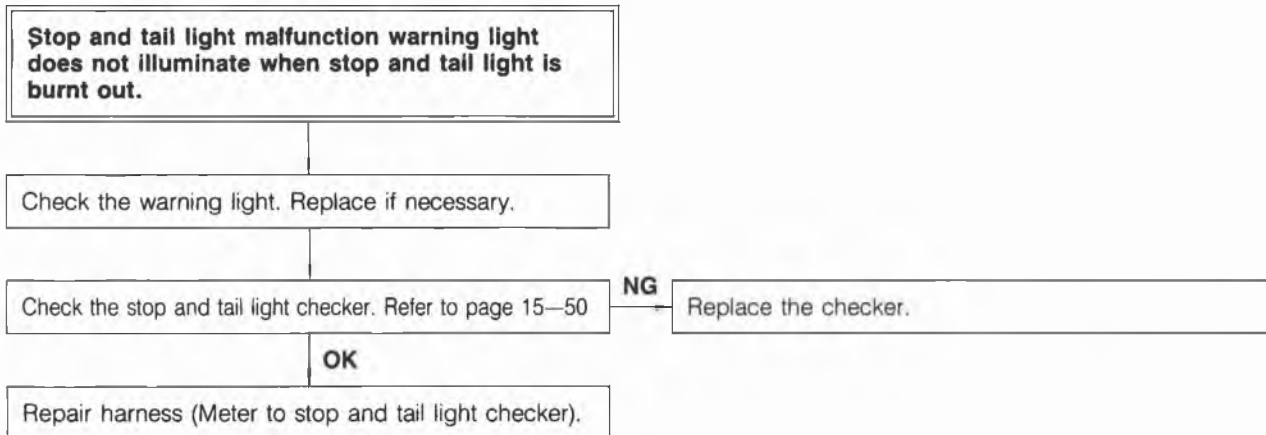 Stop and tail light malfunction warning light
does not illuminate when stop and tail light is
burnt out.
Check the warning light. Replace if necessary.
Check the stop and tail light checker. Refer to page 15—50
NG
Replace the checker.
OK
Repair harness (Meter to stop and tail light checker).